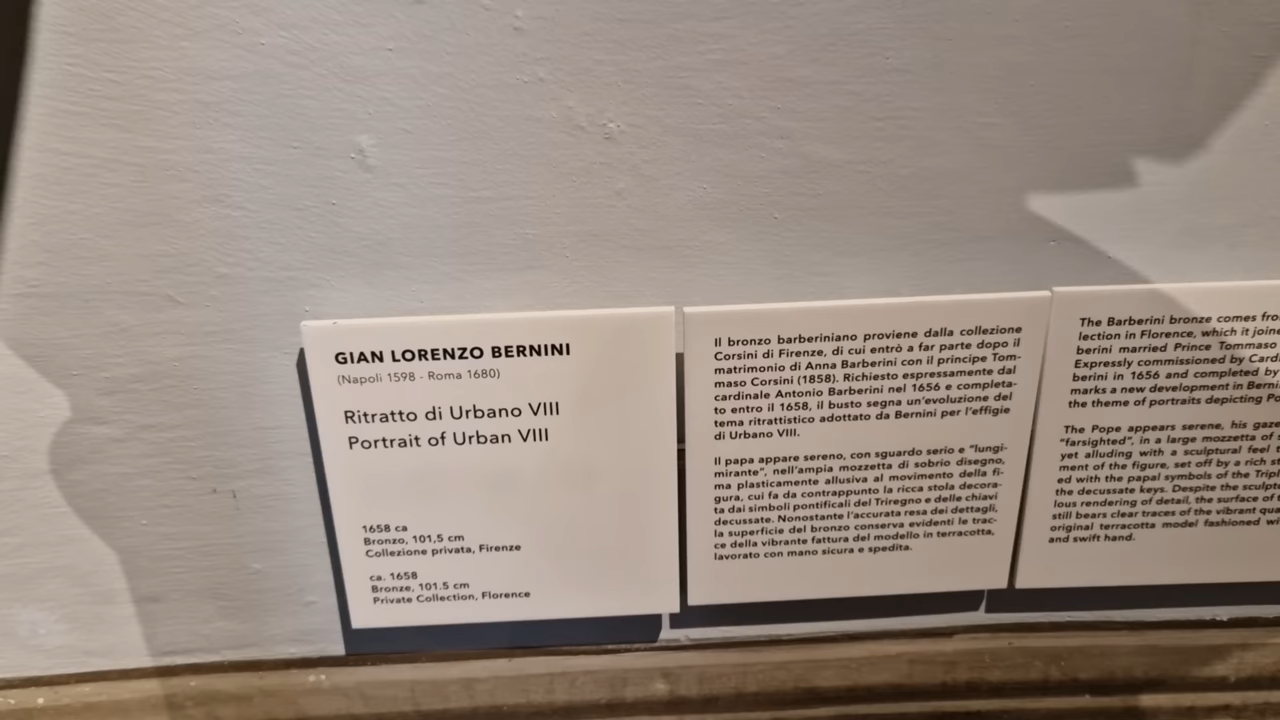 GIAN LORENZO BERNINI
(Napoli 1598 - Roma 1680)
Ritratto di Urbano VIII
Portrait of Urban VIII
1658 ca
Bronzo, 101,5 cm
Collezione privata, Firenze
ca. 1658
Bronze, 101.5 cm
Private Collection, Florence
Il bronzo barberiniano proviene dalla collezione
Corsini di Firenze, di cui entrò a far parte dopo il
matrimonio di Anna Barberini con il principe Tom-
maso Corsini (1858). Richiesto espressamente dal
cardinale Antonio Barberini nel 1656 e completa-
to entro il 1658, il busto segna un'evoluzione del
tema ritrattistico adottato da Bernini per l'effigie
di Urbano VIII.
Il papa appare sereno, con sguardo serio e "lungi-
mirante", nell'ampia mozzetta di sobrio disegno,
ma plasticamente allusiva al movimento della fi-
gura, cui fa da contrappunto la ricca stola decora-
ta dai simboli pontificali del Triregno e delle chiavi
decussate. Nonostante l'accurata resa dei dettagli,
la superficie del bronzo conserva evidenti le trac-
ce della vibrante fattura del modello in terracotta,
lavorato con mano sicura e spedita.
The Barberini bronze comes
lection in Florence, which it
berini married Prince Tommaso
Expressly commissioned by
berini in 1656 and completed by
marks a new development in
the theme of portraits depicting
The Pope appears serene, his
"farsighted", in a large mozzetta of
yet alluding with a sculptural feel
ment of the figure, set off by a rich
ed with the papal symbols of the
the decussate keys. Despite the
lous rendering of detail, the surface of
still bears clear traces of the vibrant
original terracotta model fashioned
and swift hand.